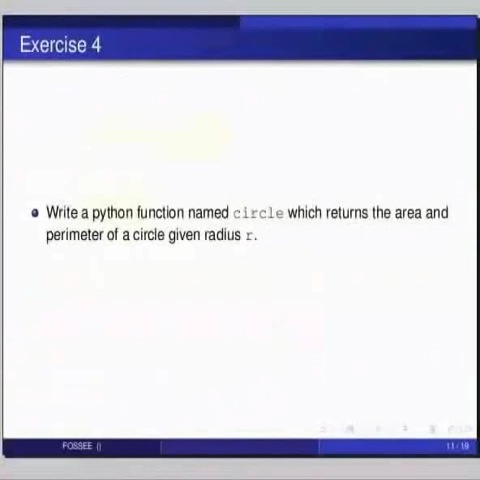 Exercise 4
Write a python function named circle which returns the area and
perimeter of a circle given radius r.
FOSSEE ()
11 / 19